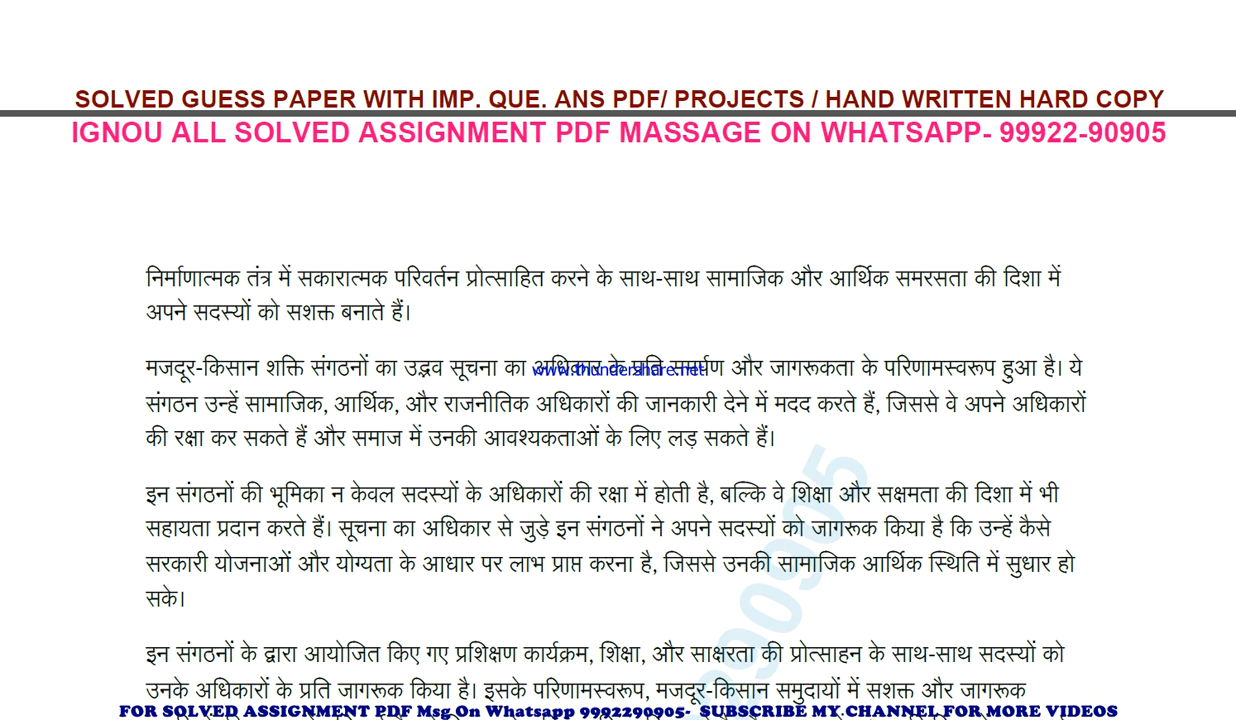 SOLVED GUESS PAPER WITH IMP. QUE. ANS PDF/ PROJECTS / HAND WRITTEN HARD COPY
IGNOU ALL SOLVED ASSIGNMENT PDF MASSAGE ON WHATSAPP- 99922-90905
निर्माणात्मक तंत्र में सकारात्मक परिवर्तन प्रोत्साहित करने के साथ-साथ सामाजिक और आर्थिक समरसता की दिशा में
अपने सदस्यों को सशक्त बनाते हैं।
मजदूर-किसान शक्ति संगठनों का उद्भव सूचना का अधिकार के प्रति समर्पण और जागरूकता के परिणामस्वरूप हुआ है। ये
www.thundershare.net
संगठन उन्हें सामाजिक, आर्थिक, और राजनीतिक अधिकारों की जानकारी देने में मदद करते हैं, जिससे वे अपने अधिकारों
की रक्षा कर सकते हैं और समाज में उनकी आवश्यकताओं के लिए लड़ सकते हैं।
इन संगठनों की भूमिका न केवल सदस्यों के अधिकारों की रक्षा में होती है, बल्कि वे शिक्षा और सक्षमता की दिशा में भी
सहायता प्रदान करते हैं। सूचना का अधिकार से जुड़े इन संगठनों ने अपने सदस्यों को जागरूक किया है कि उन्हें कैसे
सरकारी योजनाओं और योग्यता के आधार पर लाभ प्राप्त करना है, जिससे उनकी सामाजिक आर्थिक स्थिति में सुधार हो
सके।
इन संगठनों के द्वारा आयोजित किए गए प्रशिक्षण कार्यक्रम, शिक्षा, और साक्षरता की प्रोत्साहन के साथ-साथ सदस्यों को
उनके अधिकारों के प्रति जागरूक किया है। इसके परिणामस्वरूप, मजदूर-किसान समुदायों में सशक्त और जागरूक
FOR SOLVED ASSIGNMENT PDF Msg On Whatsapp 9992290905- SUBSCRIBE MY CHANNEL FOR MORE VIDEOS